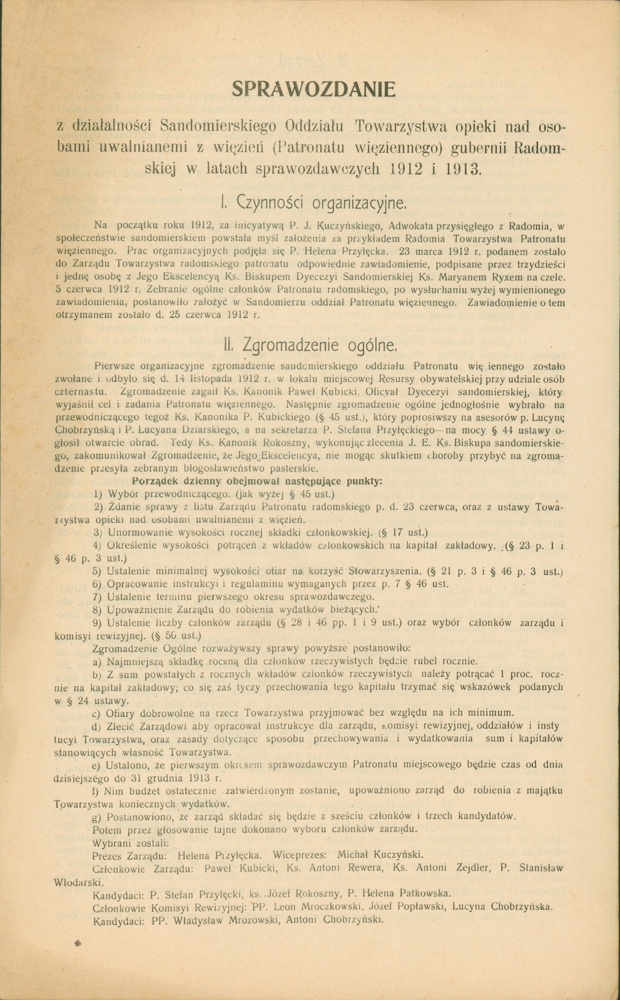 SPRAWOZDANIE
z działalności Sandomierskiego Oddziału Towarzystwa opieki nad oso-
bami uwalnianemi z więzień (Patronatu więziennego) gubernii Radom-
skiej w latach sprawozdawczych 1912 i 1913.
I. Czynności organizacyjne.
Na początku roku 1912, za inicyatywą P. J. Kuczyńskiego, Adwokata przysięgłego z Radomia, w
społeczeństwie sandomierskiem powstała myśl założenia za przykładem Radomia Towarzystwa Patronatu
więziennego. Prac organizacyjnych podjęła się P. Helena Przyłęcka. 23 marca 1912 r. podanem zostało
do Zarządu Towarzystwa radomskiego patronatu odpowiednie zawiadomienie, podpisane przez trzydzieści
i jednę osobę z Jego Ekscelencyą Ks. Biskupem Dyecezyi Sandomierskiej Ks. Maryanem Ryxem na czele.
5 czerwca 1912 r. Zebranie ogólne członków Patronatu radomskiego, po wysłuchaniu wyżej wymienionego
zawiadomienia, postanowiło założyć w Sandomierzu oddział Patronatu więziennego. Zawiadomienie o tem
otrzymanem zostało d. 25 czerwca 1912 r.
II. Zgromadzenie ogólne.
Pierwsze organizacyjne zgromadzenie sandomierskiego oddziału Patronatu wię iennego zostało
zwołane i odbyło się d. 14 listopada 1912 r. w lokalu miejscowej Resursy obywatelskiej przy udziale osób
czternastu. Zgromadzenie zagaił Ks. Kanonik Paweł Kubicki, Oficyał Dyecezyi sandomierskiej, który
wyjaśnił cel i zadania Patronatu więziennego. Następnie zgromadzenie ogólne jednogłośnie wybrało na
przewodniczącego tegoż Ks. Kanonika P. Kubickiego (§ 45 ust.), który poprosiwszy na asesorów p. Lucynę
Chobrzyńską i P. Lucyana Dziarskiego, a na sekretarza P. Stefana Przyłęckiego—na mocy § 44 ustawy o-
głosił otwarcie obrad. Tedy Ks. Kanonik Rokoszny, wykonując zlecenia J. E. Ks. Biskupa sandomierskie-
go, zakomunikował Zgromadzenie, że Jego Ekscelencya, nie mogąc skutkiem choroby przybyć na zgroma-
dzenie przesyła zebranym błogosławieństwo pasterskie.
Porządek dzienny obejmował następujące punkty:
1) Wybór przewodniczącego. (jak wyżej § 45 ust.)
2) Zdanie sprawy z listu Zarządu Patronatu radomskiego p. d. 23 czerwca, oraz z ustawy Towa-
rzystwa opieki nad osobami uwalnianemi z więzień.
3) Unormowanie wysokości rocznej składki członkowskiej. (§ 17 ust.)
4) Określenie wysokości potrąceń z wkładów członkowskich na kapitał zakładowy. (§ 23 p. 1 i
§ 46 p. 3 ust.)
5) Ustalenie minimalnej wysokości ofiar na korzyść Stowarzyszenia. (§ 21 p. 3 i § 46 p. 3 ust.)
6) Opracowanie instrukcyi i regulaminu wymaganych przez p. 7 § 46 ust.
7) Ustalenie terminu pierwszego okresu sprawozdawczego.
8) Upoważnienie Zarządu do robienia wydatków bieżących.
9) Ustalenie liczby członków zarządu (§ 28 i 46 pp. 1 i 9 ust.) oraz wybór członków zarządu i
komisyi rewizyjnej. (§ 50 ust.)
Zgromadzenie Ogólne rozważywszy sprawy powyższe postanowiło:
a) Najmniejszą składkę roczną dla członków rzeczywistych będzie rubel rocznie.
b) Z sum powstałych z rocznych wkładów członków rzeczywistych należy potrącać 1 proc. rocz-
nie na kapitał zakładowy; co się zaś tyczy przechowania tego kapitału trzymać się wskazówek podanych
w § 24 ustawy.
c) Ofiary dobrowolne na rzecz Towarzystwa przyjmować bez względu na ich minimum.
d) Zlecić Zarządowi aby opracował instrukcye dla zarządu, komisyi rewizyjnej, oddziałów i insty
tucyi Towarzystwa, oraz zasady dotyczące sposobu przechowywania i wydatkowania sum i kapitałów
stanowiących własność Towarzystwa.
e) Ustalono, że pierwszym okresem sprawozdawczym Patronatu miejscowego będzie czas od dnia
dzisiejszego do 31 grudnia 1913 r.
f) Nim budżet ostatecznie zatwierdzonym zostanie, upoważniono zarząd do robienia z majątku
Towarzystwa koniecznych wydatków.
g) Postanowiono, że zarząd składać się będzie z sześciu członków i trzech kandydatów.
Potem przez głosowanie tajne dokonano wyboru członków zarządu.
Wybrani zostali:
Prezes Zarządu: Helena Przyłęcka. Wiceprezes: Michał Kuczyński.
Członkowie Zarządu: Paweł Kubicki, Ks. Antoni Rewera, Ks. Antoni Zejdler, P. Stanisław
Włodarski.
Kandydaci: P. Stefan Przyłęcki, ks. Józef Rokoszny, P. Helena Patkowska.
Członkowie Komisyi Rewizyjnej: PP. Leon Mroczkowski, Józef Popławski, Lucyna Chobrzyńska.
Kandydaci: PP. Władysław Mrozowski, Antoni Chobrzyński.